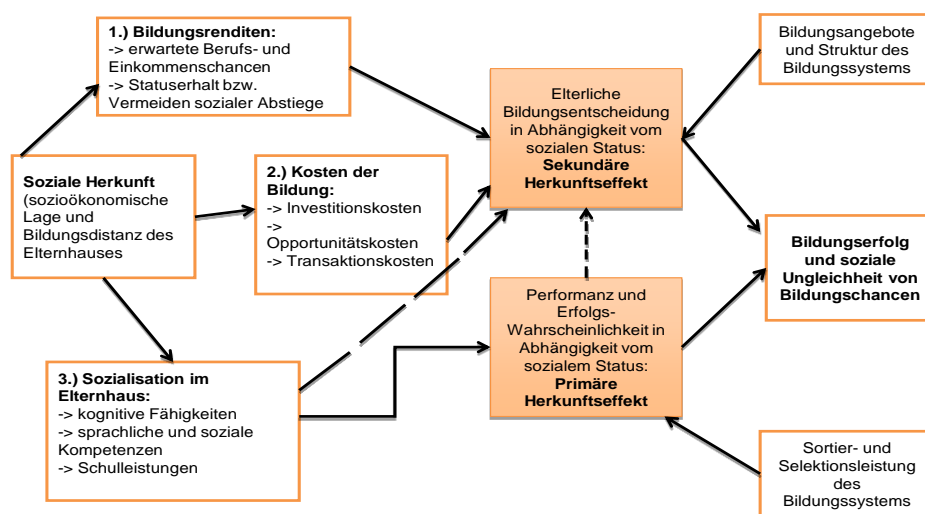 1.) Bildungsrenditen:
-> erwartete Berufs- und
Einkommenschancen
-> Statuserhalt bzw.
Vermeiden sozialer Abstiege
Soziale Herkunft
(sozioökonomische
Lage und
Bildungsdistanz des
Elternhauses
2.) Kosten der
Bildung:
-> Investitionskosten
->
Opportunitätskosten
-> Transaktionskosten
3.) Sozialisation im
Elternhaus:
-> kognitive Fähigkeiten
-> sprachliche und soziale
Kompetenzen
-> Schulleistungen
Elterliche
Bildungsentscheidung
in Abhängigkeit vom
sozialen Status:
Sekundäre
Herkunftseffekt
Performanz und
Erfolgs-
Wahrscheinlichkeit in
Abhängigkeit vom
sozialem Status:
Primäre
Herkunftseffekt
Bildungsangebote
und Struktur des
Bildungssystems
Bildungserfolg
und soziale
Ungleichheit von
Bildungschancen
Sortier- und
Selektionsleistung
des
Bildungssystems